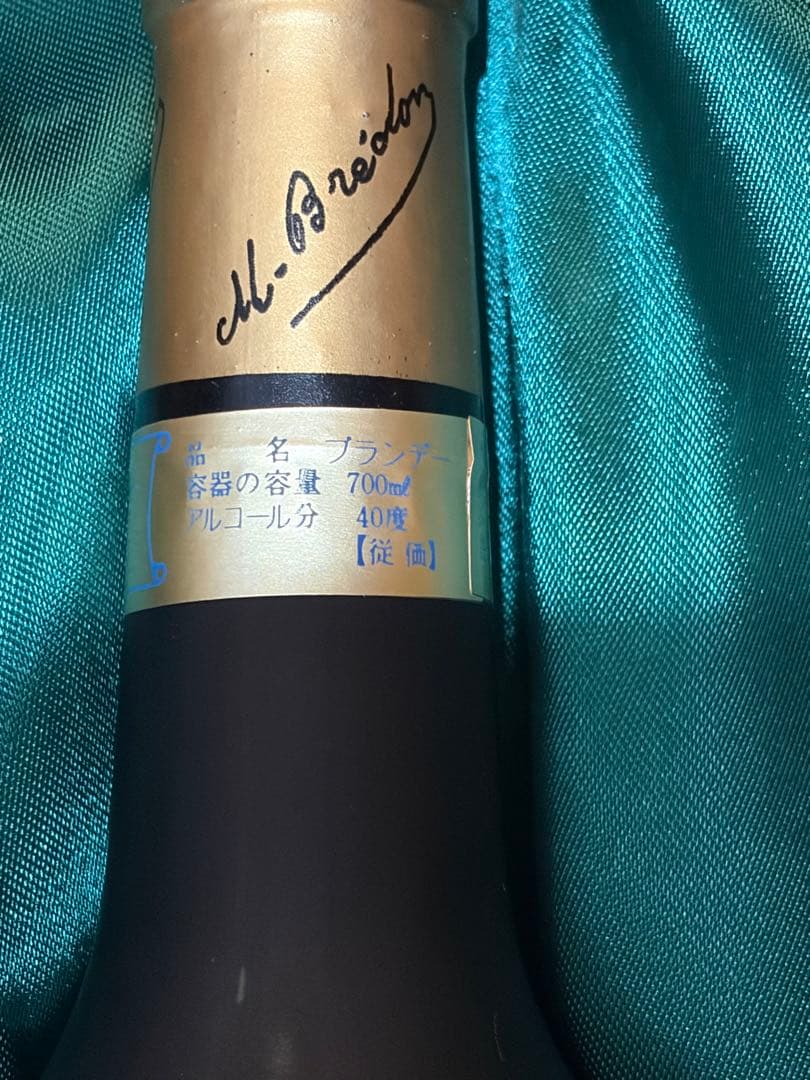 M. Brédon
品 名 ブランデー
容器の容量 700ml
アルコール分 40度
【従価】